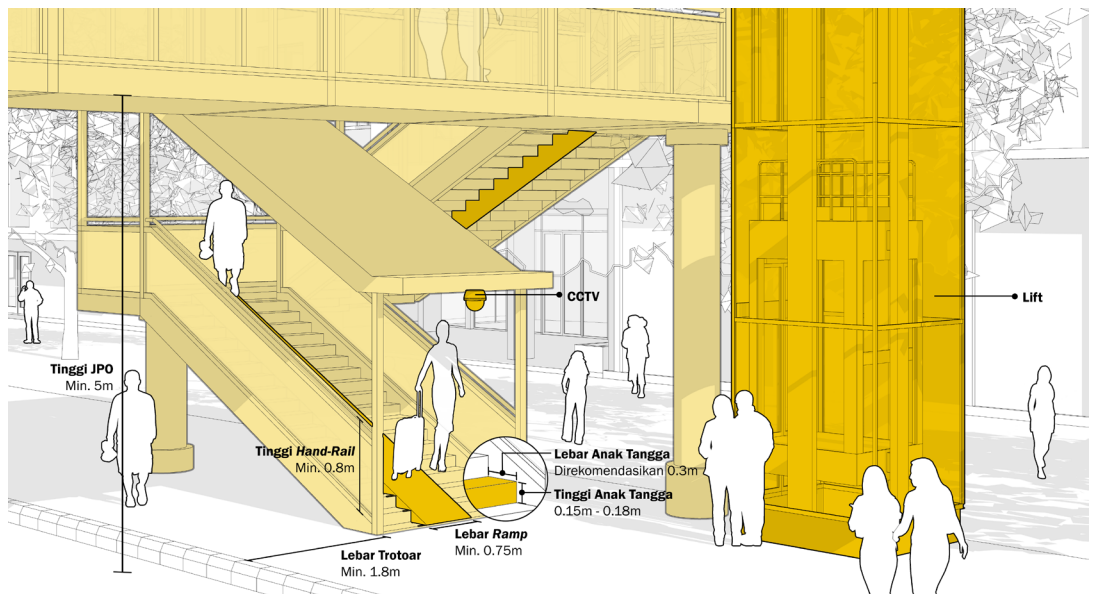 CCTV
Lift
Tinggi JPO
Min. 5m
Tinggi Hand-Rail
Min. 0.8m
Lebar Anak Tangga
Direkomendasikan 0.3m
Tinggi Anak Tangga
0.15m - 0.18m
Lebar Ramp
Min. 0.75m
Lebar Trotoar
Min. 1.8m